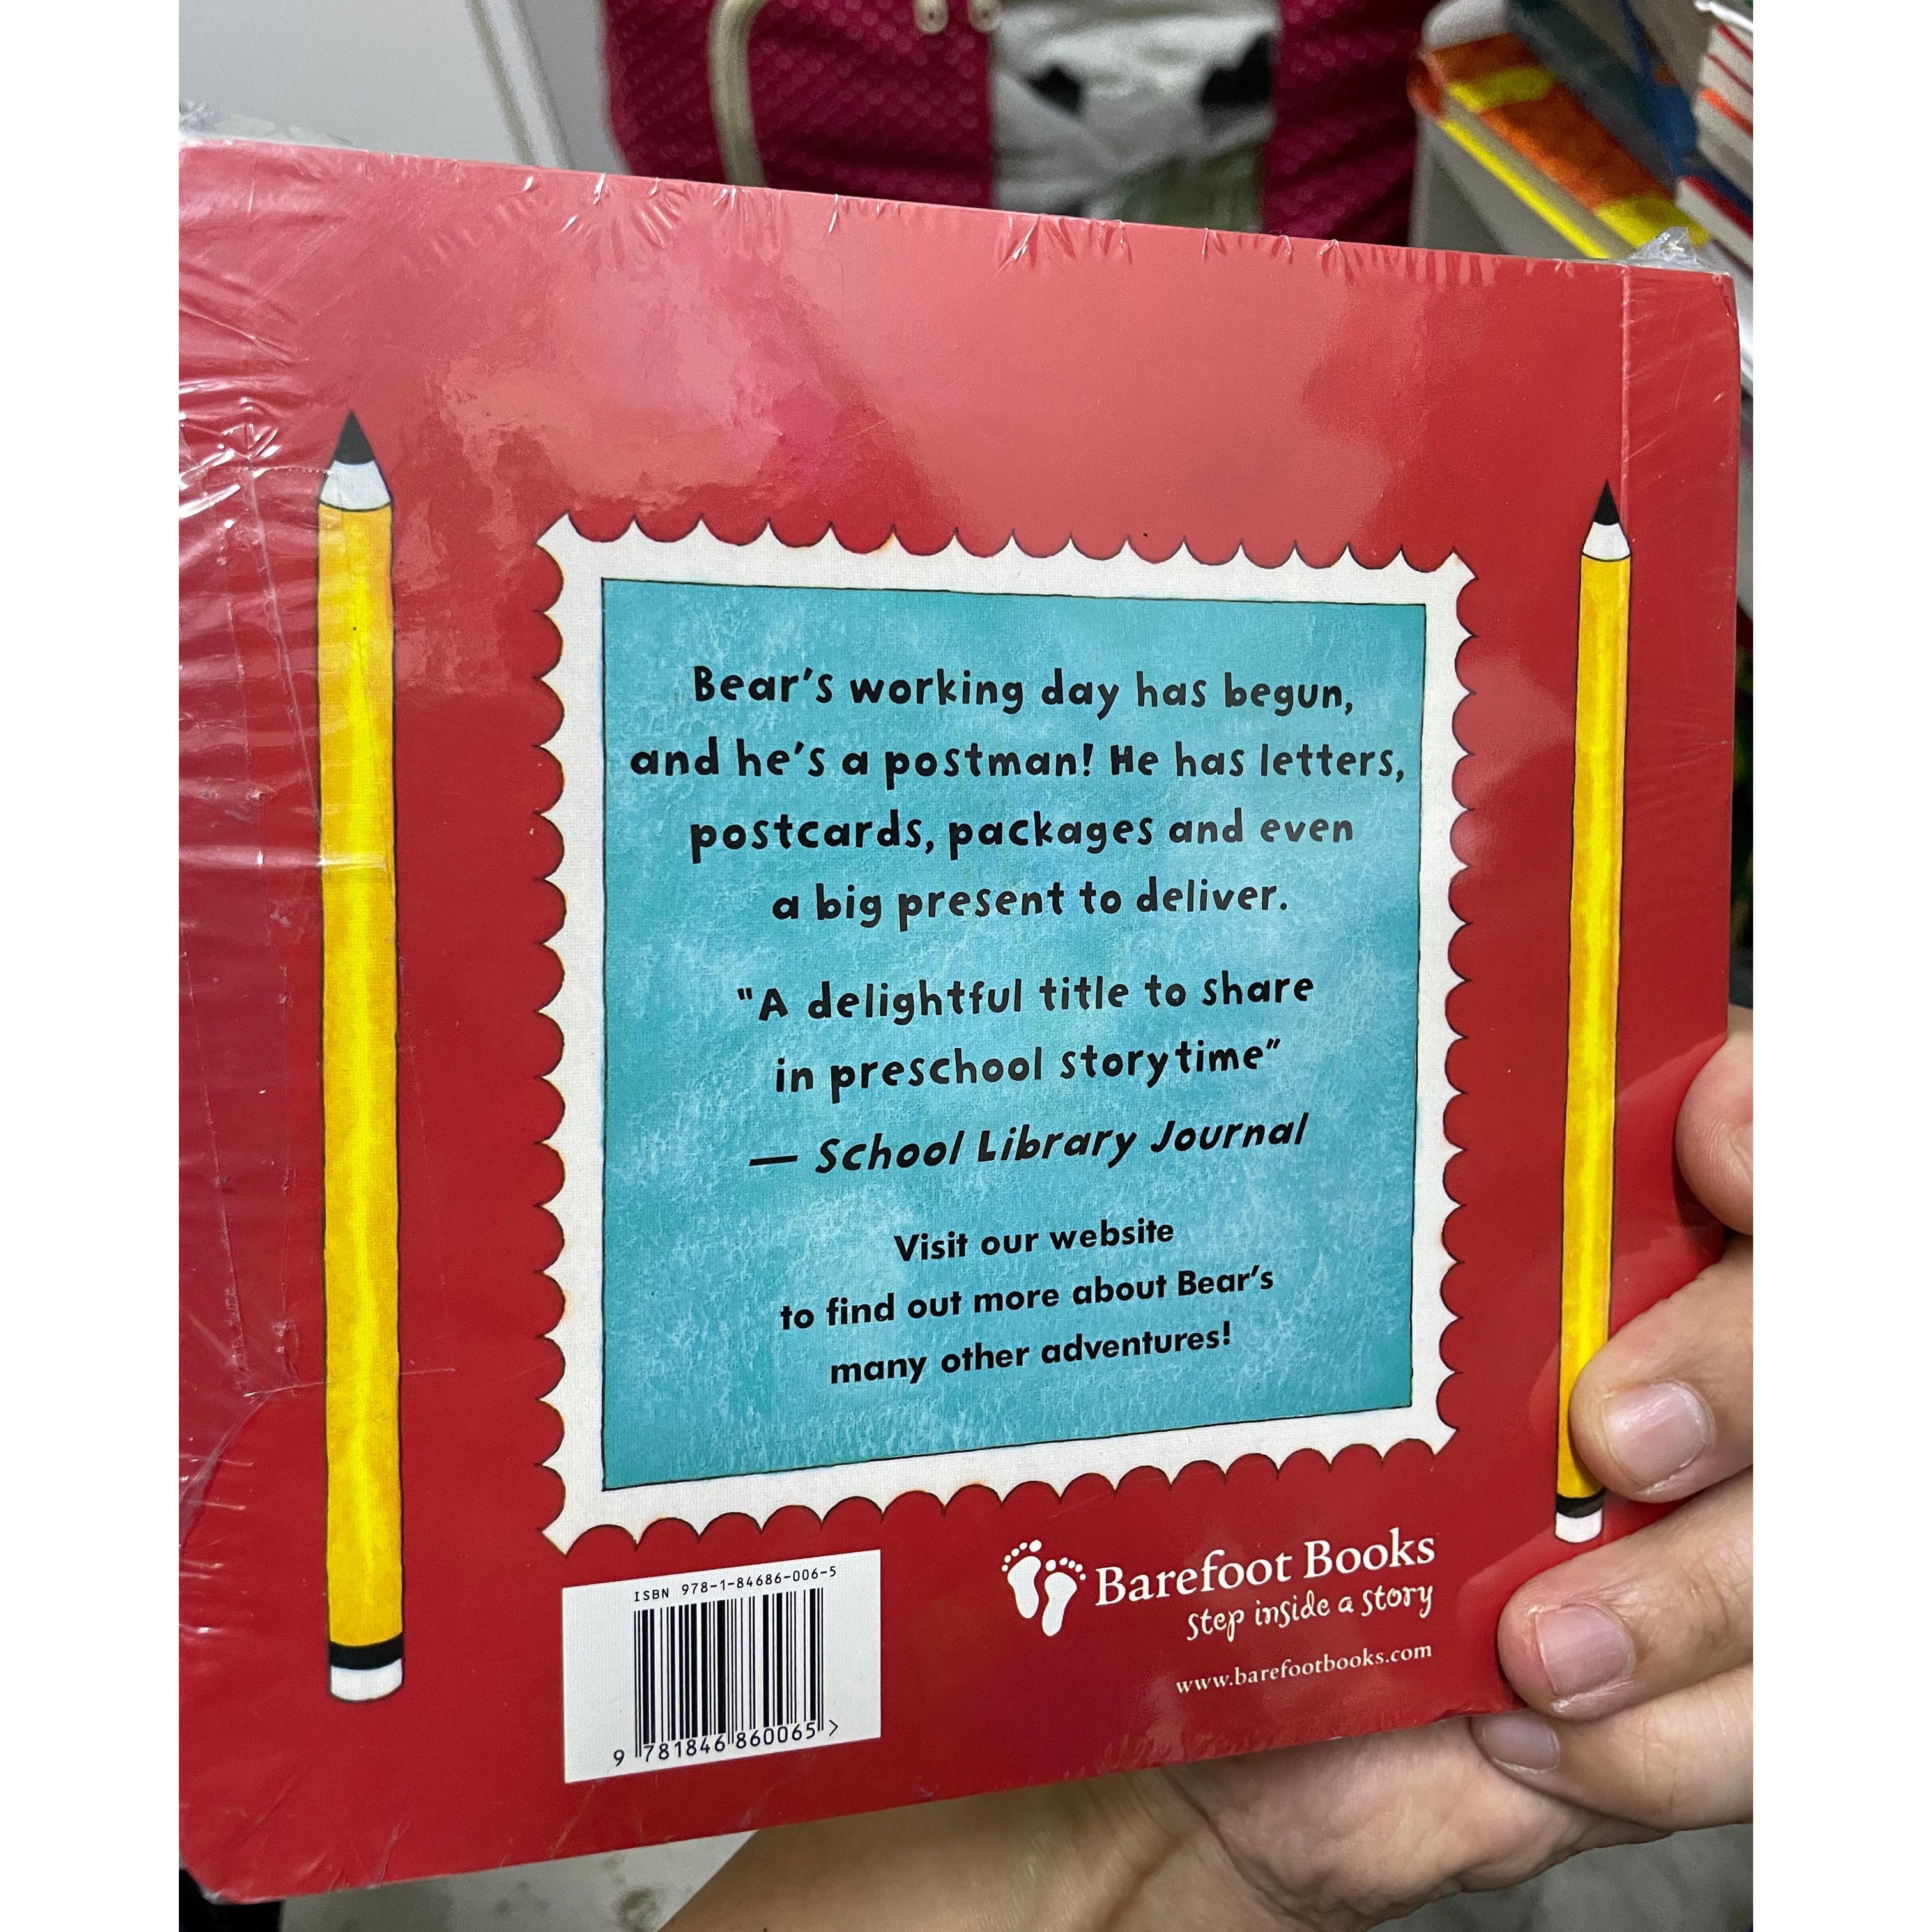 Bear's working day has begun,
and he's a postman! He has letters,
postcards, packages and even
a big present to deliver.
"A delightful title to share
in preschool storytime"
— School Library Journal
Visit our website
to find out more about Bear's
many other adventures!
ISBN 978-1-84686-006-5
9 781846 860065 >
Barefoot Books
step inside a story
www.barefootbooks.com